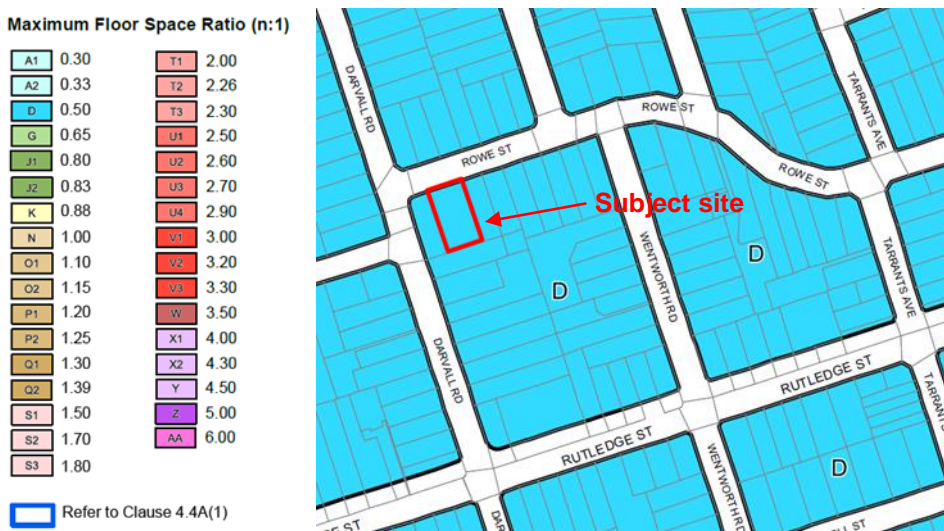 Maximum Floor Space Ratio (n:1)
A1 0.30
A2 0.33
D 0.50
G 0.65
J1 0.80
J2 0.83
K 0.88
N 1.00
O1 1.10
O2 1.15
P1 1.20
P2 1.25
Q1 1.30
Q2 1.39
S1 1.50
S2 1.70
S3 1.80
T1 2.00
T2 2.26
T3 2.30
U1 2.50
U2 2.60
U3 2.70
U4 2.90
V1 3.00
V2 3.20
V3 3.30
W 3.50
X1 4.00
X2 4.30
Y 4.50
Z 5.00
AA 6.00
Refer to Clause 4.4A(1)
DARVALL RD
ROWE ST
TARRANTS AVE
ROWE ST
ROWE ST
Subject site
WENTWORTH RD
D
D
TARRANTS AVE
DARVALL RD
RUTLEDGE ST
RUTLEDGE ST
TARRANTS
WENTWORTH RD
D
DAR
E ST
LL ST